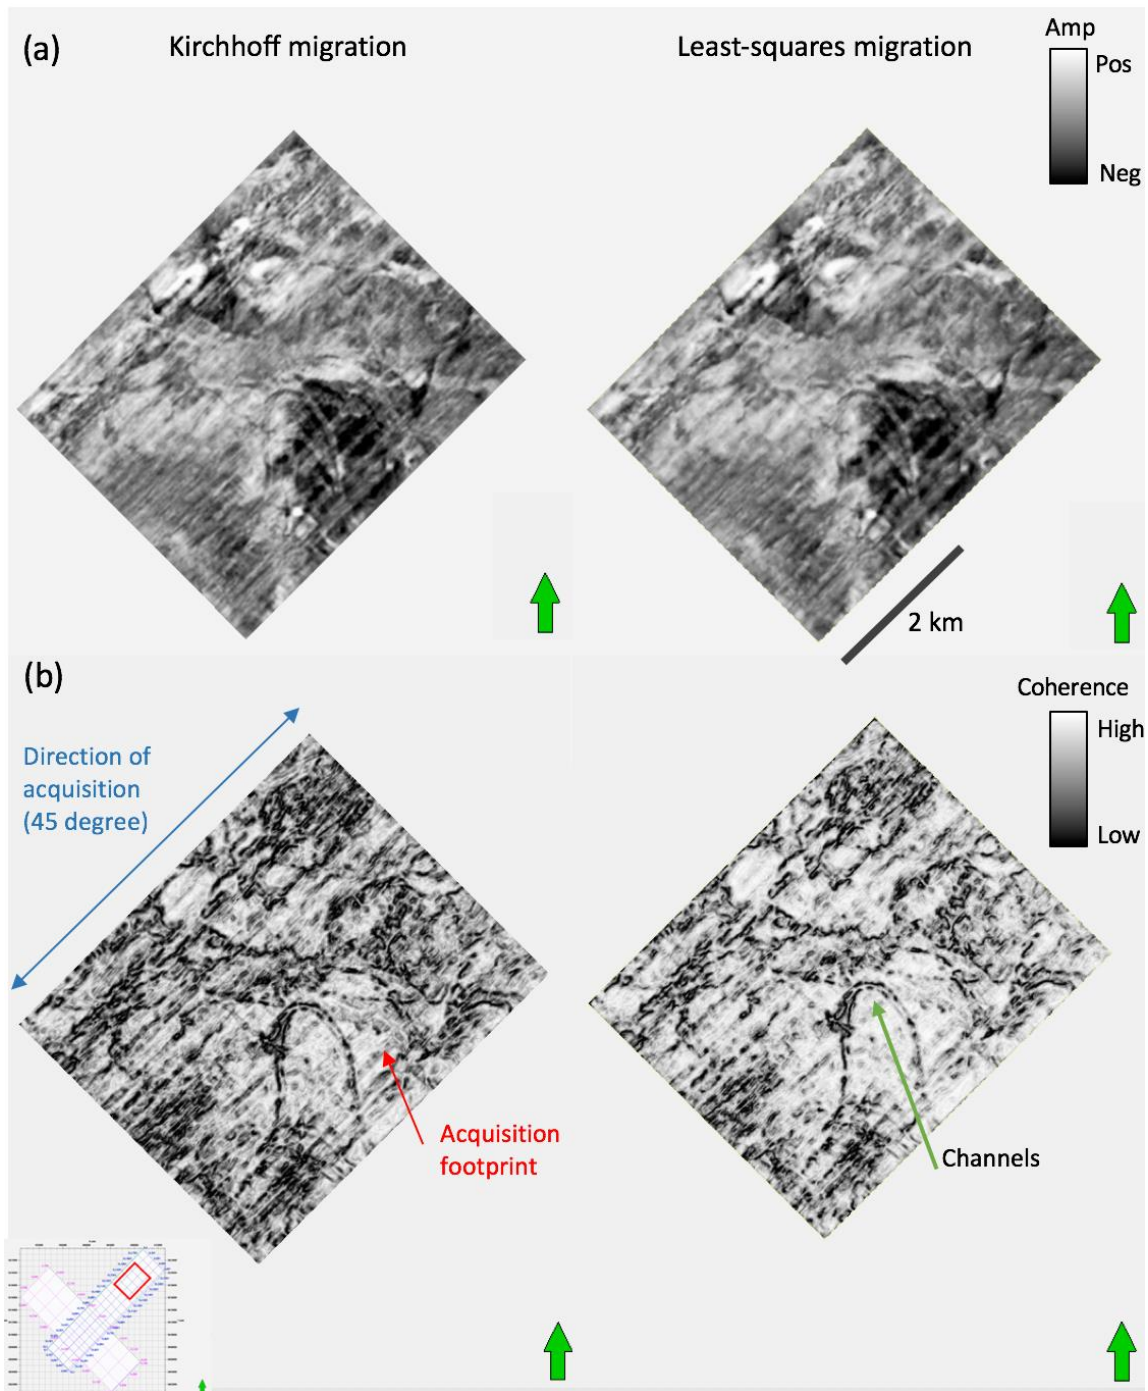 (a)
Kirchhoff migration
Least-squares migration
Amp
Pos
Neg
2 km
(b)
Direction of
acquisition
(45 degree)
Coherence
High
Low
Acquisition
footprint
Channels